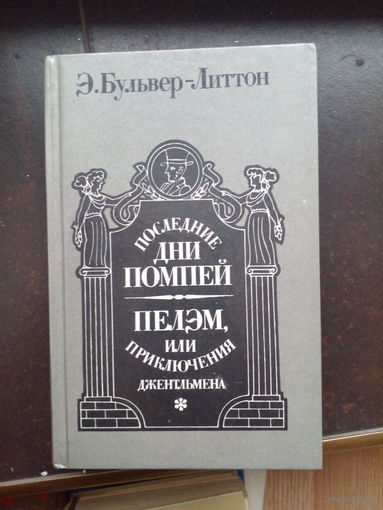 Э. Бульвер-Литтон
ПОСЛЕДНИЕ
ДНИ
ПОМПЕЙ
ПЕЛЭМ,
ИЛИ
ПРИКЛЮЧЕНИЯ
ДЖЕНТЛЬМЕНА
*